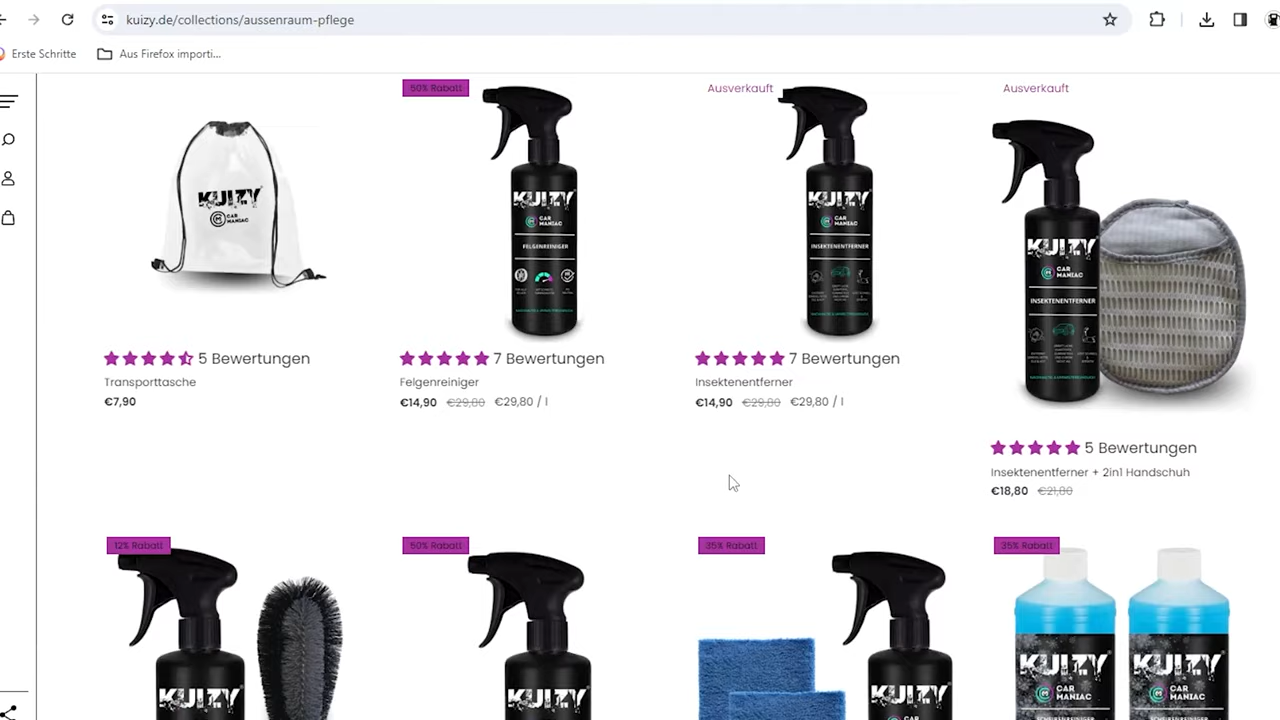 kuizy.de/collections/aussenraum-pflege
Erste Schritte
Aus Firefox importi...
50% Rabatt
Ausverkauft
Ausverkauft
KUIZY
CAR
MANIAC
KUIZY
CAR
MANIAC
FELGENREINIGER
KUIZY
CAR
MANIAC
INSEKTENENTFERNER
KUIZY
CAR
MANIAC
INSEKTENENTFERNER
5 Bewertungen
Transporttasche
€7,90
7 Bewertungen
Felgenreiniger
€14,90 €29,80 €29,80 / l
7 Bewertungen
Insektenentferner
€14,90 €29,80 €29,80 / l
5 Bewertungen
Insektenentferner + 2in1 Handschuh
€18,80 €21,80
12% Rabatt
50% Rabatt
35% Rabatt
35% Rabatt
KUIZY
KUIZY
KUIZY
CAR
KUIZY
CAR
MANIAC
KUIZY
CAR
MANIAC